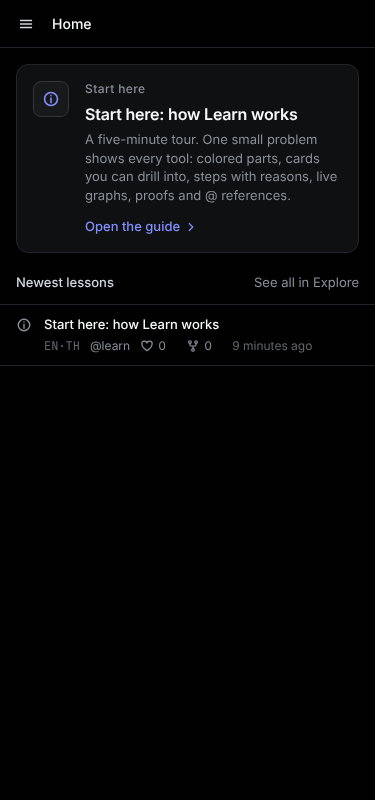 Home
Start here
Start here: how Learn works
A five-minute tour. One small problem
shows every tool: colored parts, cards
you can drill into, steps with reasons, live
graphs, proofs and @ references.
Open the guide
Newest lessons See all in Explore
Start here: how Learn works
EN·TH @learn 0 0 9 minutes ago